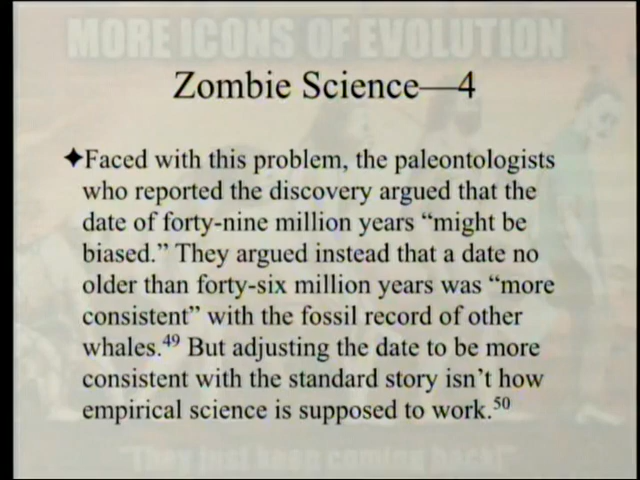 MORE ICONS OF EVOLUTION
Zombie Science—4
✦Faced with this problem, the paleontologists
who reported the discovery argued that the
date of forty-nine million years “might be
biased.” They argued instead that a date no
older than forty-six million years was “more
consistent” with the fossil record of other
whales.49 But adjusting the date to be more
consistent with the standard story isn’t how
empirical science is supposed to work.50
"They just keep coming back!"